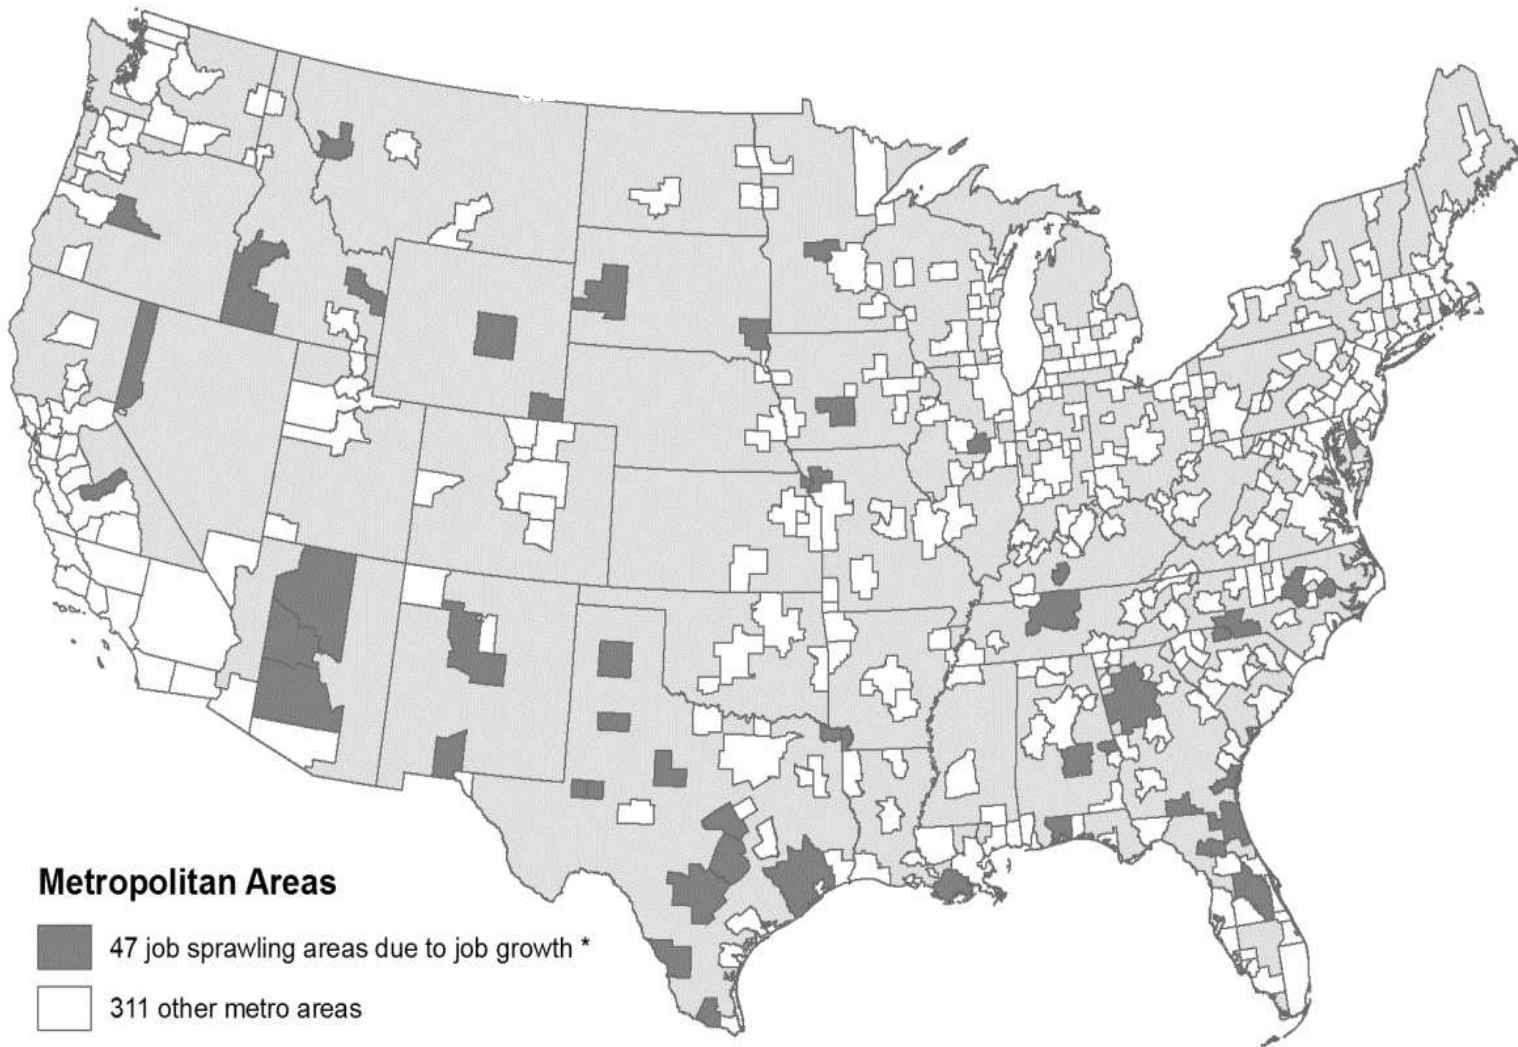 Metropolitan Areas
47 job sprawling areas due to job growth *
311 other metro areas